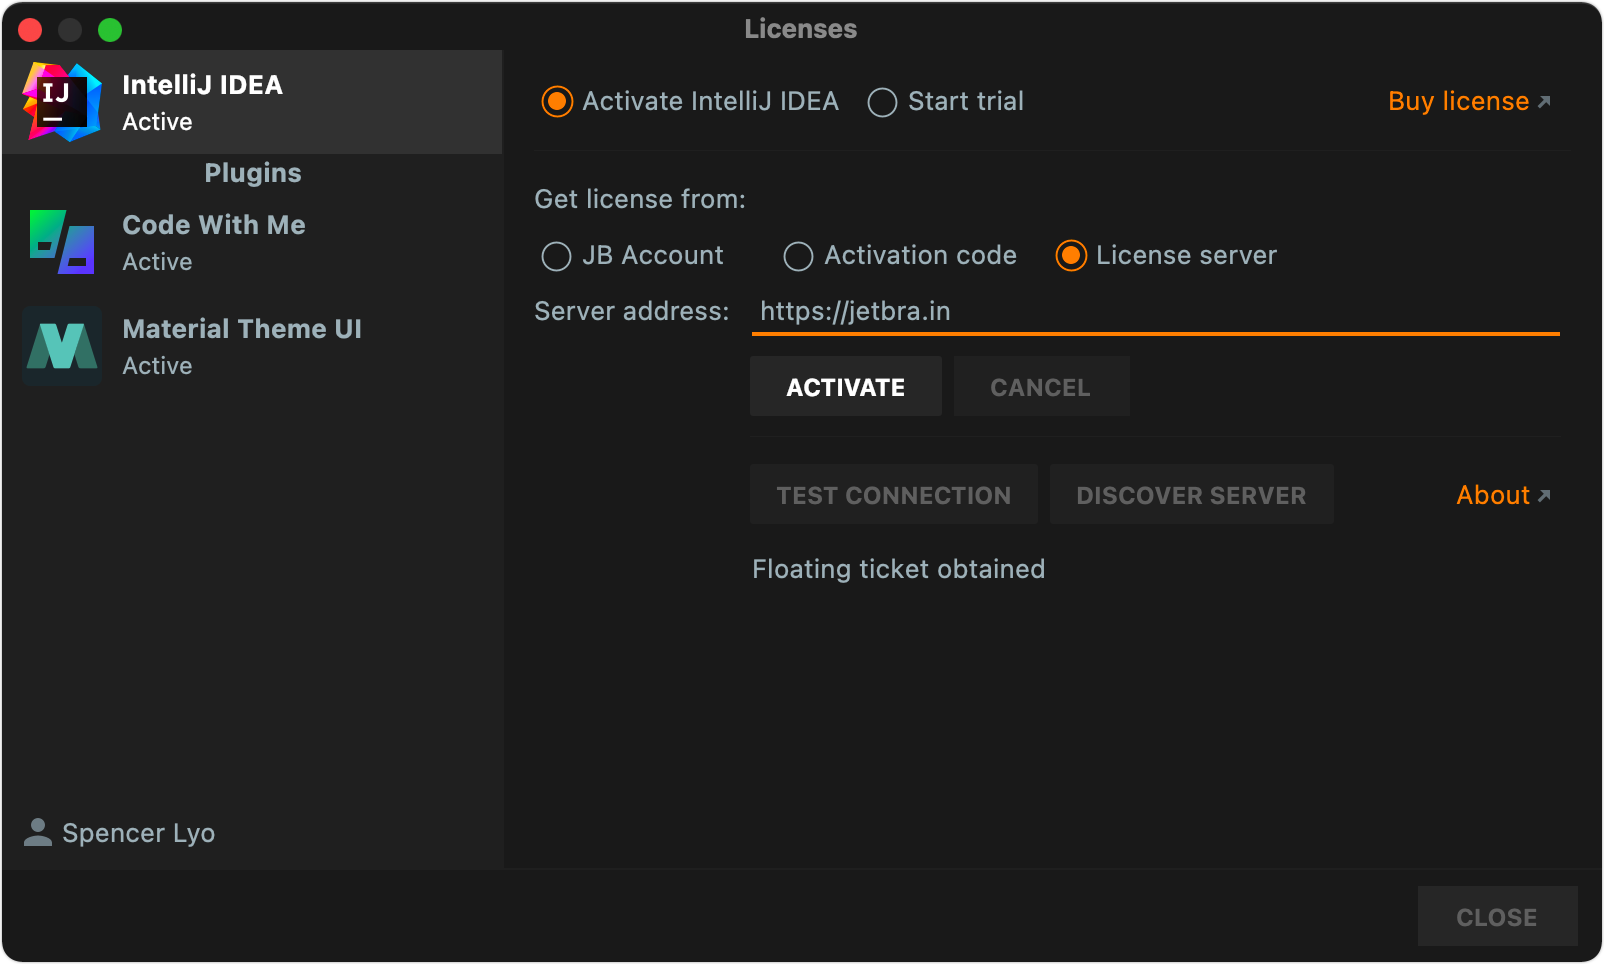 Licenses
IJ
IntelliJ IDEA
Active
Plugins
Code With Me
Active
Material Theme UI
Active
Spencer Lyo
Activate IntelliJ IDEA Start trial Buy license
Get license from:
JB Account Activation code License server
Server address: https://jetbra.in
ACTIVATE CANCEL
TEST CONNECTION DISCOVER SERVER About
Floating ticket obtained
CLOSE